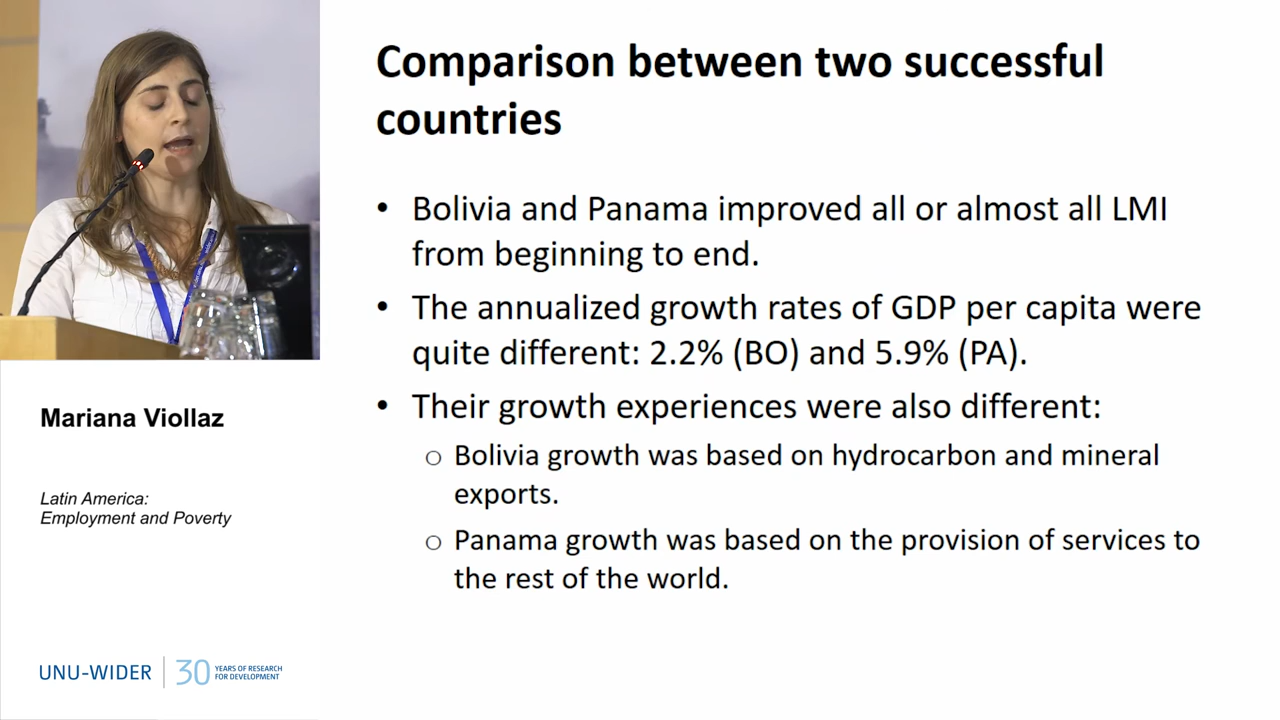 Comparison between two successful
countries
• Bolivia and Panama improved all or almost all LMI
from beginning to end.
• The annualized growth rates of GDP per capita were
quite different: 2.2% (BO) and 5.9% (PA).
• Their growth experiences were also different:
○ Bolivia growth was based on hydrocarbon and mineral
exports.
○ Panama growth was based on the provision of services to
the rest of the world.
Mariana Viollaz
Latin America:
Employment and Poverty
UNU-WIDER 30 YEARS OF RESEARCH
FOR DEVELOPMENT